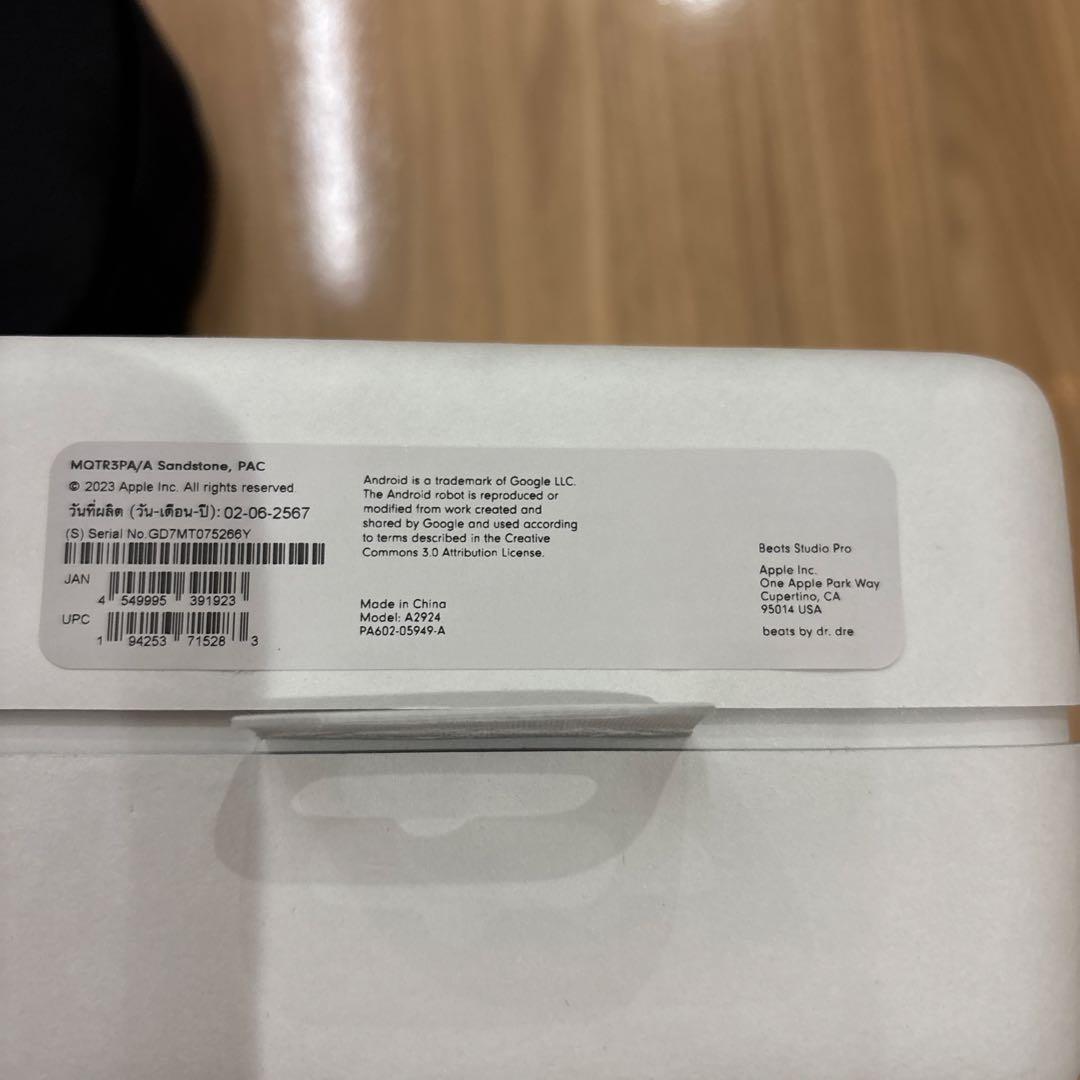 MQTR3PA/A Sandstone, PAC
© 2023 Apple Inc. All rights reserved.
วันที่ผลิต (วัน-เดือน-ปี): 02-06-2567
(S) Serial No.GD7MT075266Y
JAN
4 549995 391923
UPC
1 94253 71528 3
Android is a trademark of Google LLC.
The Android robot is reproduced or
modified from work created and
shared by Google and used according
to terms described in the Creative
Commons 3.0 Attribution License.
Made in China
Model: A2924
PA602-05949-A
Beats Studio Pro
Apple Inc.
One Apple Park Way
Cupertino, CA
95014 USA
beats by dr. dre